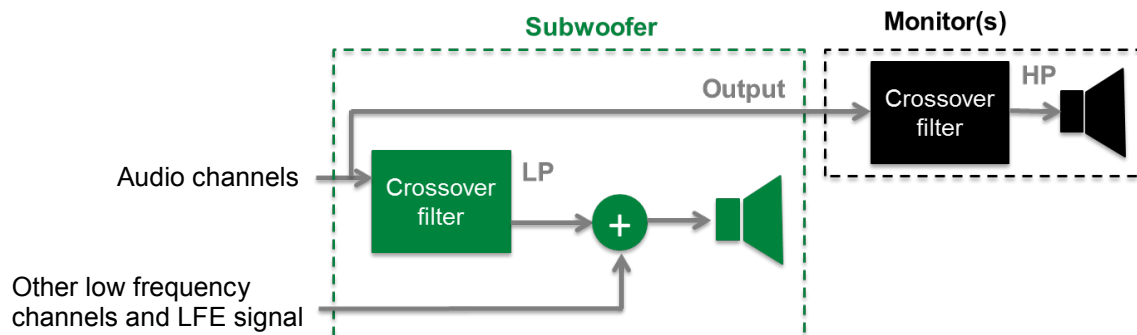 Subwoofer
Monitor(s)
Output
Crossover
filter
HP
Audio channels
Crossover
filter
LP
+
Other low frequency
channels and LFE signal